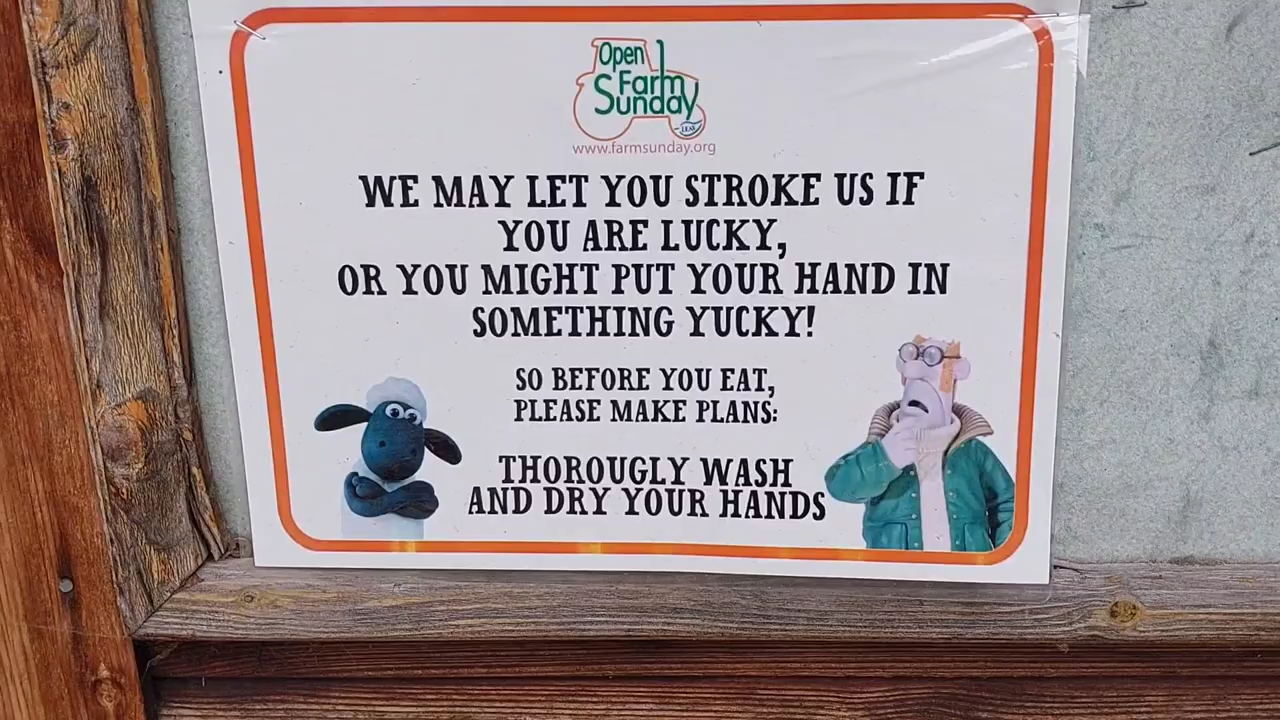 Open
Farm
Sunday
LEAF
www.farmsunday.org
WE MAY LET YOU STROKE US IF
YOU ARE LUCKY,
OR YOU MIGHT PUT YOUR HAND IN
SOMETHING YUCKY!
SO BEFORE YOU EAT,
PLEASE MAKE PLANS:
THOROUGLY WASH
AND DRY YOUR HANDS